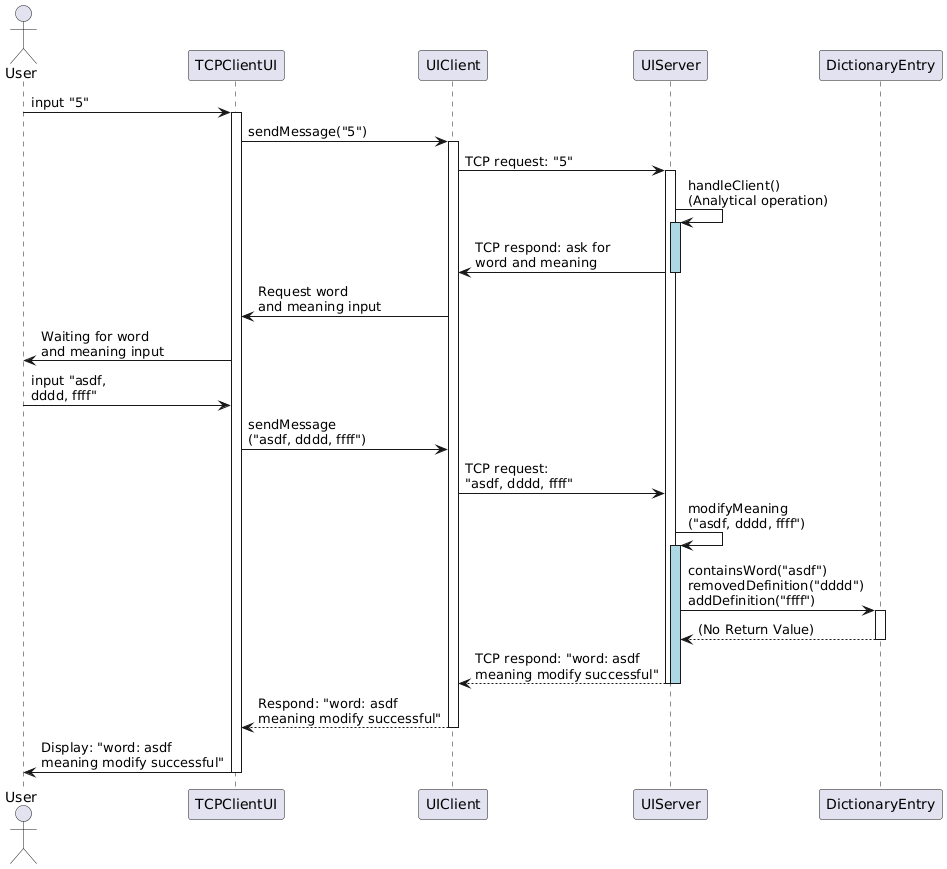 User
TCPClientUI
UIClient
UIServer
DictionaryEntry
input "5"
sendMessage("5")
TCP request: "5"
handleClient()
(Analytical operation)
TCP respond: ask for
word and meaning
Request word
and meaning input
Waiting for word
and meaning input
input "asdf,
dddd, ffff"
sendMessage
("asdf, dddd, ffff")
TCP request:
"asdf, dddd, ffff"
modifyMeaning
("asdf, dddd, ffff")
containsWord("asdf")
removedDefinition("dddd")
addDefinition("ffff")
(No Return Value)
TCP respond: "word: asdf
meaning modify successful"
Respond: "word: asdf
meaning modify successful"
Display: "word: asdf
meaning modify successful"
User
TCPClientUI
UIClient
UIServer
DictionaryEntry